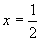 x = 1/2